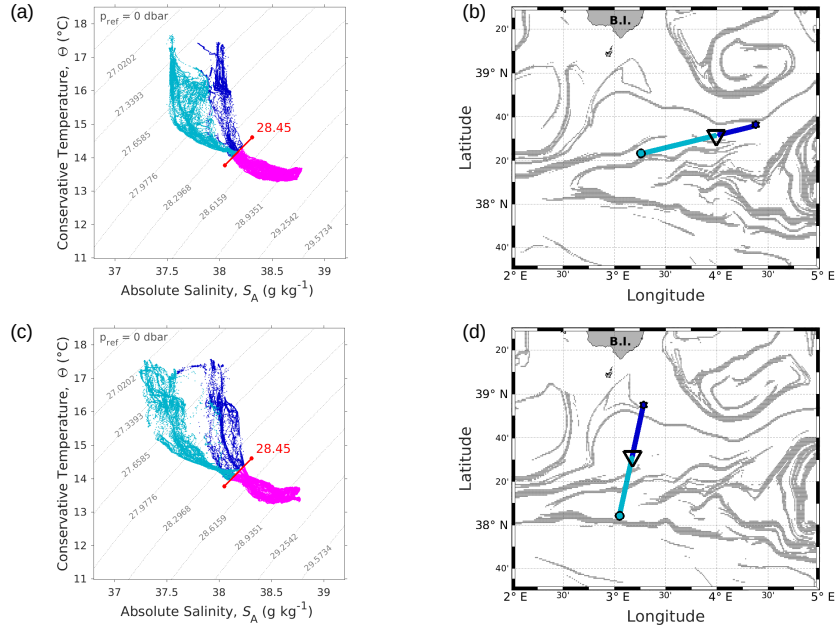 (a)
p_ref = 0 dbar
18
17
16
15
14
13
12
11
Conservative Temperature, Θ (°C)
27.0202
27.3393
27.6585
27.9776
28.2968
28.6159
28.9351
29.2542
29.5734
28.45
37
37.5
38
38.5
39
Absolute Salinity, S_A (g kg⁻¹)
(b)
B.I.
20'
39° N
40'
20'
38° N
40'
Latitude
2° E
30'
3° E
30'
4° E
30'
5° E
Longitude
(c)
p_ref = 0 dbar
18
17
16
15
14
13
12
11
Conservative Temperature, Θ (°C)
27.0202
27.3393
27.6585
27.9776
28.2968
28.6159
28.9351
29.2542
29.5734
28.45
37
37.5
38
38.5
39
Absolute Salinity, S_A (g kg⁻¹)
(d)
B.I.
20'
39° N
40'
20'
38° N
40'
Latitude
2° E
30'
3° E
30'
4° E
30'
5° E
Longitude